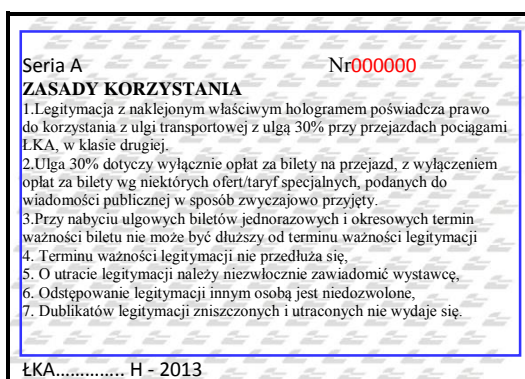 Seria A Nr000000
ZASADY KORZYSTANIA
1.Legitymacja z naklejonym właściwym hologramem poświadcza prawo
do korzystania z ulgi transportowej z ulgą 30% przy przejazdach pociągami
ŁKA, w klasie drugiej.
2.Ulga 30% dotyczy wyłącznie opłat za bilety na przejazd, z wyłączeniem
opłat za bilety wg niektórych ofert/taryf specjalnych, podanych do
wiadomości publicznej w sposób zwyczajowo przyjęty.
3.Przy nabyciu ulgowych biletów jednorazowych i okresowych termin
ważności biletu nie może być dłuższy od terminu ważności legitymacji
4. Terminu ważności legitymacji nie przedłuża się,
5. O utracie legitymacji należy niezwłocznie zawiadomić wystawcę,
6. Odstępowanie legitymacji innym osobą jest niedozwolone,
7. Dublikatów legitymacji zniszczonych i utraconych nie wydaje się.
ŁKA............. H - 2013